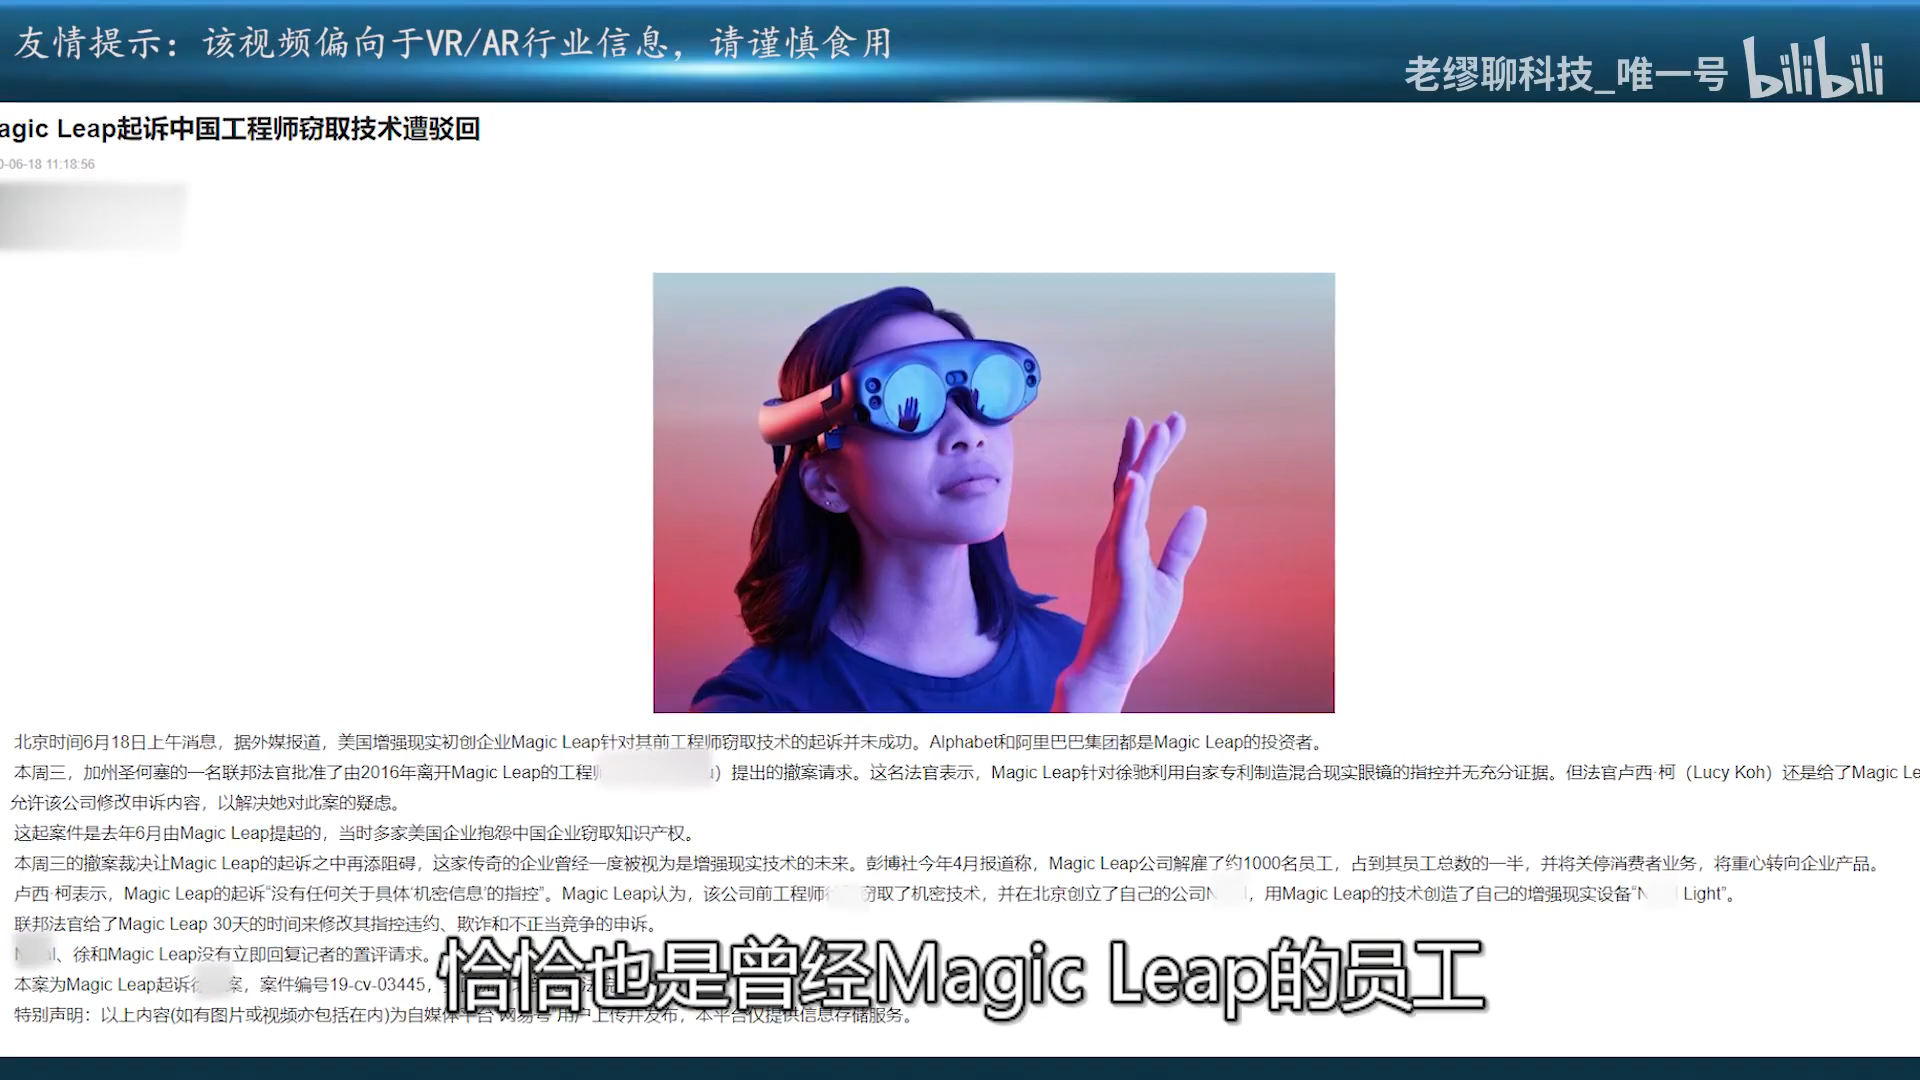 友情提示：该视频偏向于VR/AR行业信息，请谨慎食用
老缪聊科技_唯一号 bilibili
agic Leap起诉中国工程师窃取技术遭驳回
0-06-18 11:18:56
北京时间6月18日上午消息，据外媒报道，美国增强现实初创企业Magic Leap针对其前工程师窃取技术的起诉并未成功。Alphabet和阿里巴巴集团都是Magic Leap的投资者。
本周三，加州圣何塞的一名联邦法官批准了由2016年离开Magic Leap的工程 u）提出的撤案请求。这名法官表示，Magic Leap针对徐驰利用自家专利制造混合现实眼镜的指控并无充分证据。但法官卢西·柯（Lucy Koh）还是给了Magic Le
允许该公司修改申诉内容，以解决她对此案的疑虑。
这起案件是去年6月由Magic Leap提起的，当时多家美国企业抱怨中国企业窃取知识产权。
本周三的撤案裁决让Magic Leap的起诉之中再添阻碍，这家传奇的企业曾经一度被视为是增强现实技术的未来。彭博社今年4月报道称，Magic Leap公司解雇了约1000名员工，占到其员工总数的一半，并将关停消费者业务，将重心转向企业产品。
卢西·柯表示，Magic Leap的起诉“没有任何关于具体‘机密信息’的指控”。Magic Leap认为，该公司前工程师 窃取了机密技术，并在北京创立了自己的公司N l，用Magic Leap的技术创造了自己的增强现实设备“N Light”。
联邦法官给了Magic Leap 30天的时间来修改其指控违约、欺诈和不正当竞争的申诉。
N l、徐和Magic Leap没有立即回复记者的置评请求。
本案为Magic Leap起诉 案，案件编号19-cv-03445，
特别声明：以上内容(如有图片或视频亦包括在内)为自媒体平台“网易号”用户上传并发布，本平台仅提供信息存储服务。
恰恰也是曾经Magic Leap的员工